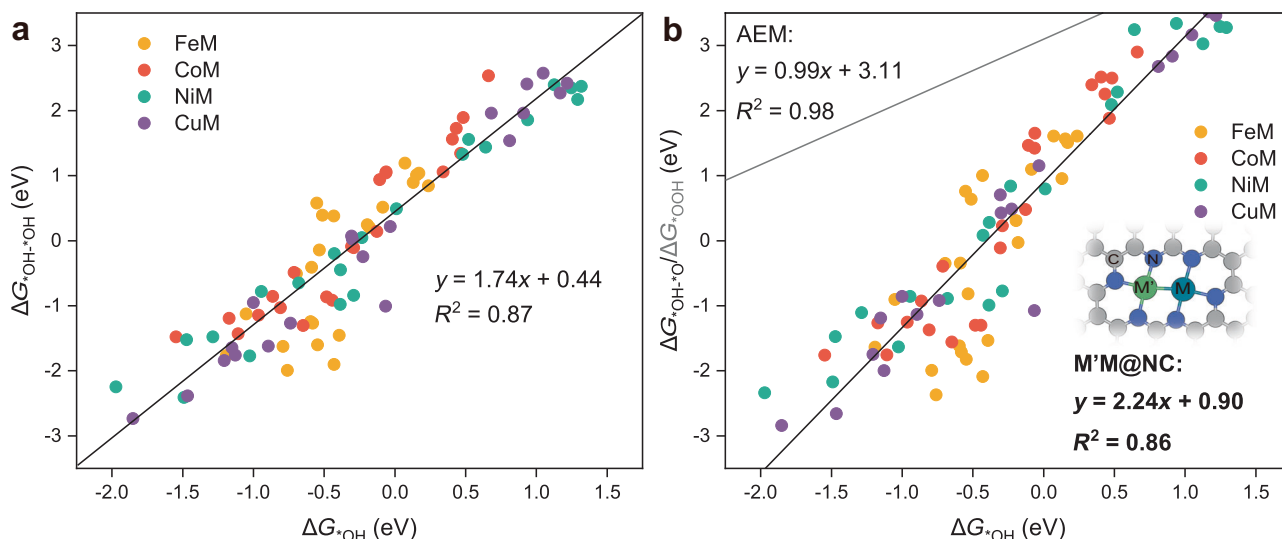 a
FeM
CoM
NiM
CuM
y = 1.74x + 0.44
R² = 0.87
3
2
1
0
-1
-2
-3
-2.0 -1.5 -1.0 -0.5 0.0 0.5 1.0 1.5
ΔG*OH-*OH (eV)
ΔG*OH (eV)
b
AEM:
y = 0.99x + 3.11
R² = 0.98
FeM
CoM
NiM
CuM
C N
M' M
M'M@NC:
y = 2.24x + 0.90
R² = 0.86
3
2
1
0
-1
-2
-3
-2.0 -1.5 -1.0 -0.5 0.0 0.5 1.0 1.5
ΔG*OH-*O/ΔG*OOH (eV)
ΔG*OH (eV)